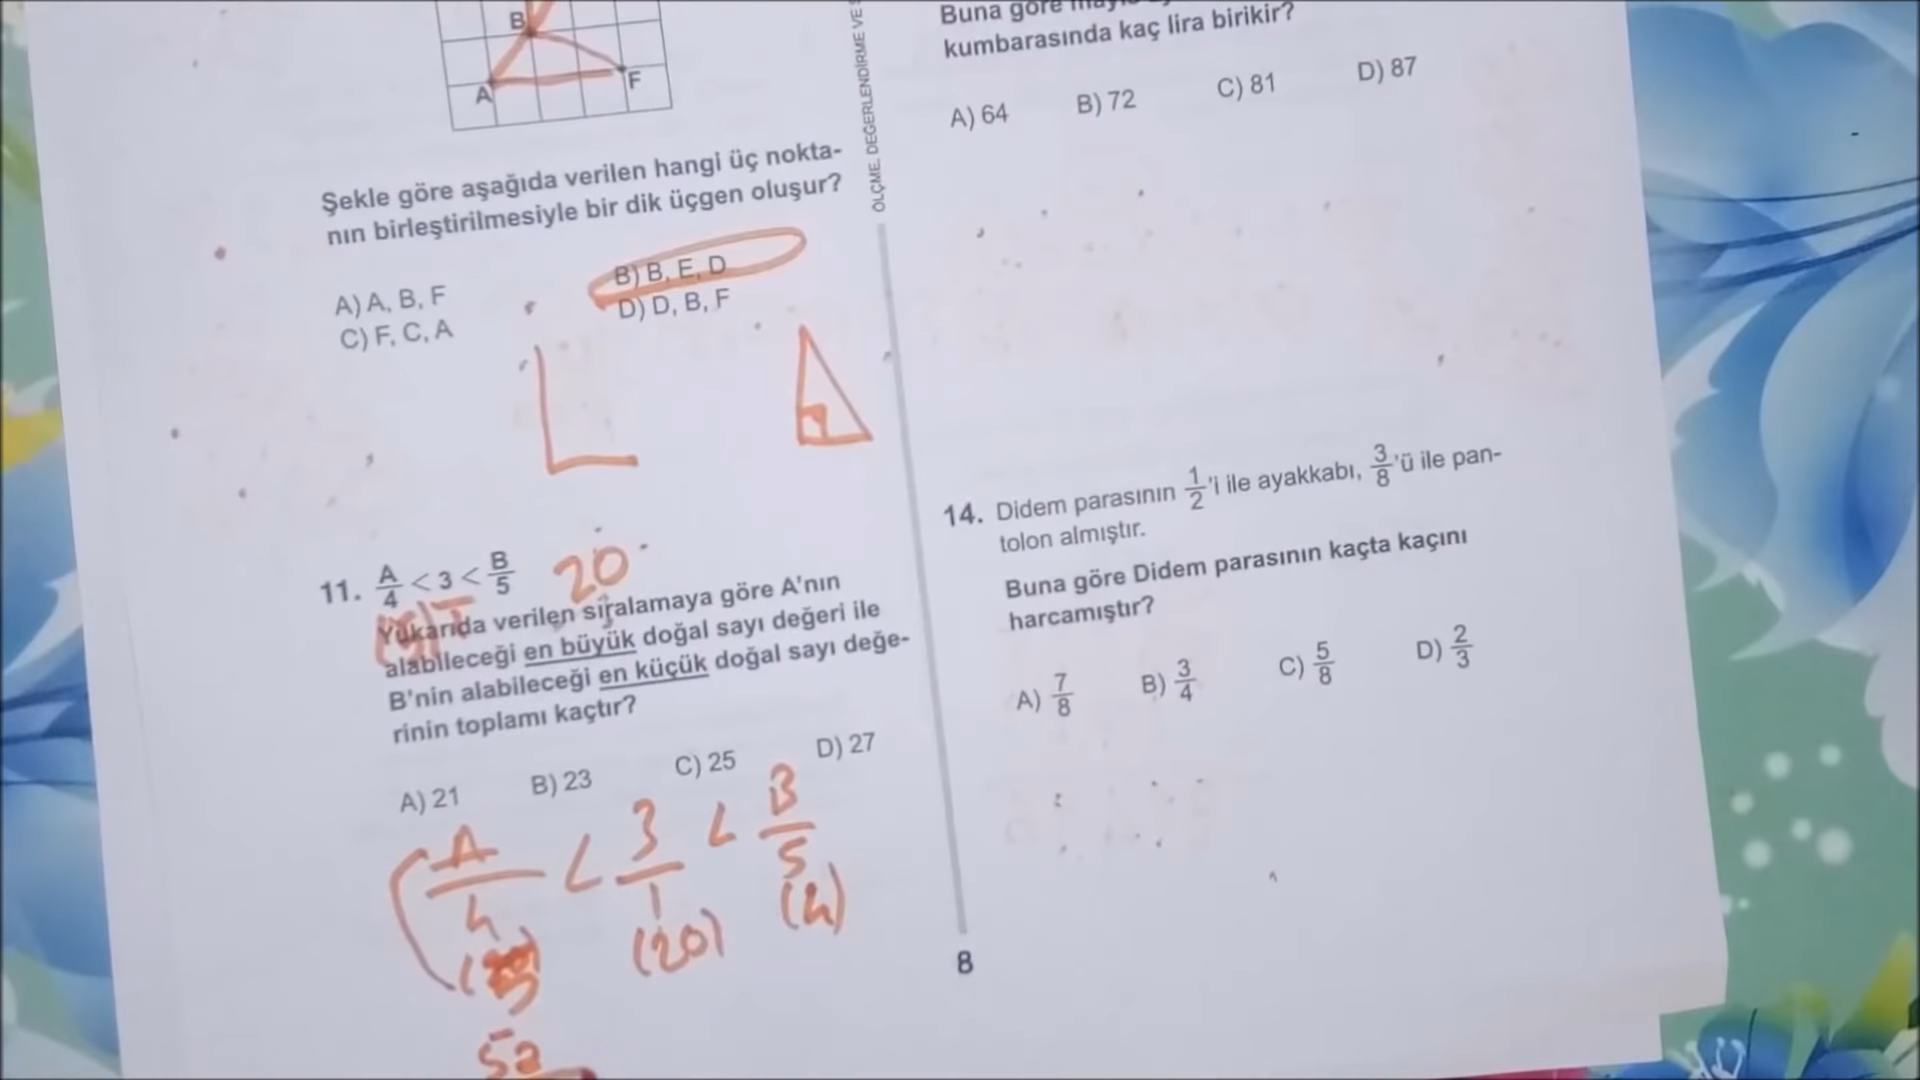 B
A
F
Şekle göre aşağıda verilen hangi üç nokta-
nın birleştirilmesiyle bir dik üçgen oluşur?
A) A, B, F
B) B, E, D
C) F, C, A
D) D, B, F
11. A/4 < 3 < B/5
20
Yukarıda verilen sıralamaya göre A'nın
alabileceği en büyük doğal sayı değeri ile
B'nin alabileceği en küçük doğal sayı değe-
rinin toplamı kaçtır?
A) 21 B) 23 C) 25 D) 27
A/4 < 3/1 < B/5
(20) (4)
5a
ÖLÇME, DEĞERLENDİRME VE
Buna göre
kumbarasında kaç lira birikir?
A) 64 B) 72 C) 81 D) 87
14. Didem parasının 1/2'i ile ayakkabı, 3/8'ü ile pan-
tolon almıştır.
Buna göre Didem parasının kaçta kaçını
harcamıştır?
A) 7/8 B) 3/4 C) 5/8 D) 2/3
8